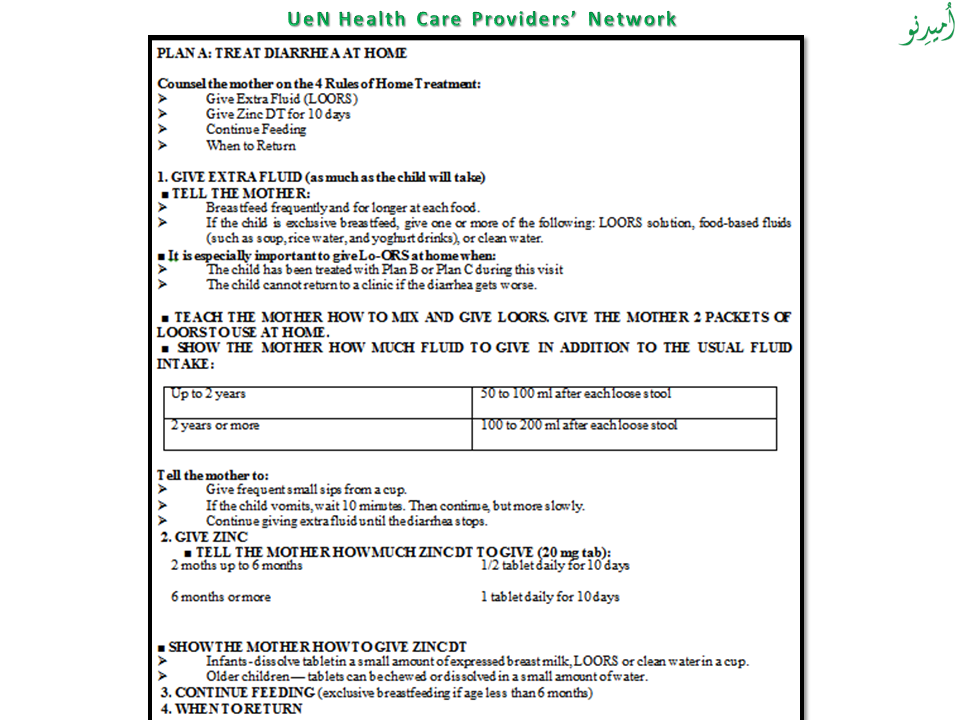 UeN Health Care Providers' Network
اُمیدِنو
PLAN A: TREAT DIARRHEA AT HOME
Counsel the mother on the 4 Rules of Home Treatment:
➢ Give Extra Fluid (LOORS)
➢ Give Zinc DT for 10 days
➢ Continue Feeding
➢ When to Return
1. GIVE EXTRA FLUID (as much as the child will take)
■ TELL THE MOTHER:
➢ Breastfeed frequently and for longer at each food.
➢ If the child is exclusive breastfeed, give one or more of the following: LOORS solution, food-based fluids
(such as soup, rice water, and yoghurt drinks), or clean water.
■ It is especially important to give Lo-ORS at home when:
➢ The child has been treated with Plan B or Plan C during this visit
➢ The child cannot return to a clinic if the diarrhea gets worse.
■ TEACH THE MOTHER HOW TO MIX AND GIVE LOORS. GIVE THE MOTHER 2 PACKETS OF
LOORS TO USE AT HOME.
■ SHOW THE MOTHER HOW MUCH FLUID TO GIVE IN ADDITION TO THE USUAL FLUID
INTAKE:
Up to 2 years 50 to 100 ml after each loose stool
2 years or more 100 to 200 ml after each loose stool
Tell the mother to:
➢ Give frequent small sips from a cup.
➢ If the child vomits, wait 10 minutes. Then continue, but more slowly.
➢ Continue giving extra fluid until the diarrhea stops.
2. GIVE ZINC
■ TELL THE MOTHER HOW MUCH ZINC DT TO GIVE (20 mg tab):
2 moths up to 6 months 1/2 tablet daily for 10 days
6 months or more 1 tablet daily for 10 days
■ SHOW THE MOTHER HOW TO GIVE ZINC DT
➢ Infants - dissolve tablet in a small amount of expressed breast milk, LOORS or clean water in a cup.
➢ Older children — tablets can be chewed or dissolved in a small amount of water.
3. CONTINUE FEEDING (exclusive breastfeeding if age less than 6 months)
4. WHEN TO RETURN